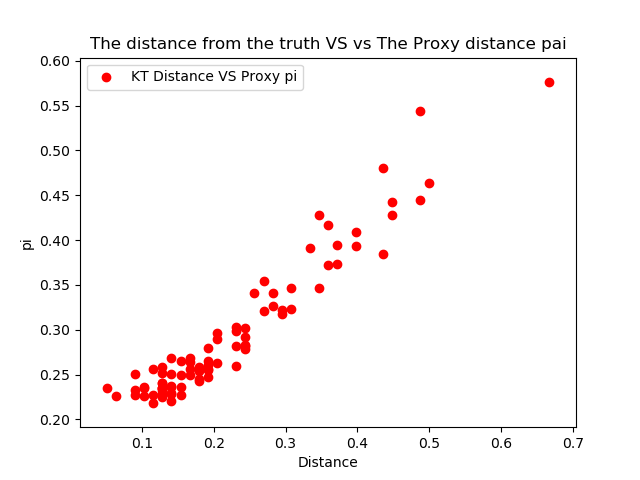 The distance from the truth VS vs The Proxy distance pai
KT Distance VS Proxy pi
0.60
0.55
0.50
0.45
0.40
0.35
0.30
0.25
0.20
pi
0.1 0.2 0.3 0.4 0.5 0.6 0.7
Distance